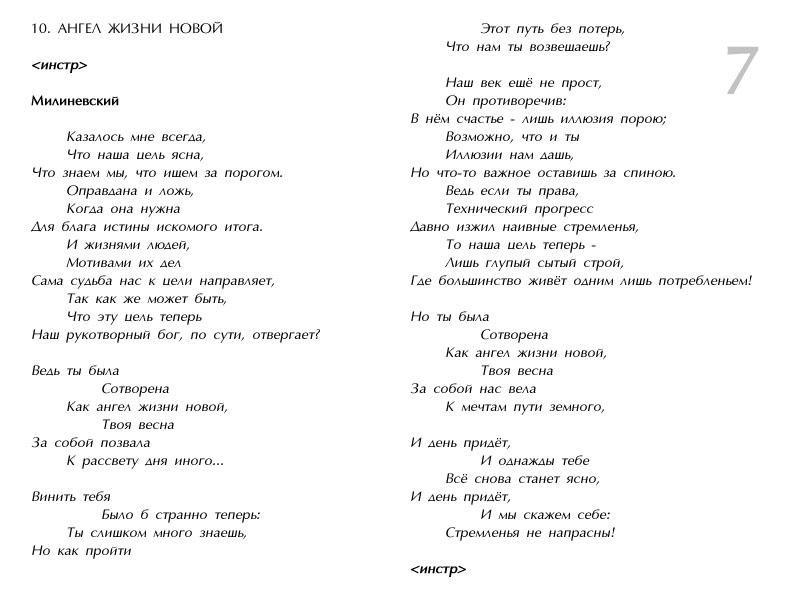 10. АНГЕЛ ЖИЗНИ НОВОЙ
<инстр>
Милиневский
Казалось мне всегда,
Что наша цель ясна,
Что знаем мы, что ищем за порогом.
Оправдана и ложь,
Когда она нужна
Для блага истины искомого итога.
И жизнями людей,
Мотивами их дел
Сама судьба нас к цели направляет,
Так как же может быть,
Что эту цель теперь
Наш рукотворный бог, по сути, отвергает?
Ведь ты была
Сотворена
Как ангел жизни новой,
Твоя весна
За собой позвала
К рассвету дня иного...
Винить тебя
Было б странно теперь:
Ты слишком много знаешь,
Но как пройти
Этот путь без потерь,
Что нам ты возвешаешь?
Наш век ещё не прост,
Он противоречив:
В нём счастье - лишь иллюзия порою;
Возможно, что и ты
Иллюзии нам дашь,
Но что-то важное оставишь за спиною.
Ведь если ты права,
Технический прогресс
Давно изжил наивные стремленья,
То наша цель теперь -
Лишь глупый сытый строй,
Где большинство живёт одним лишь потребленьем!
Но ты была
Сотворена
Как ангел жизни новой,
Твоя весна
За собой нас вела
К мечтам пути земного,
И день придёт,
И однажды тебе
Всё снова станет ясно,
И день придёт,
И мы скажем себе:
Стремленья не напрасны!
<инстр>
7